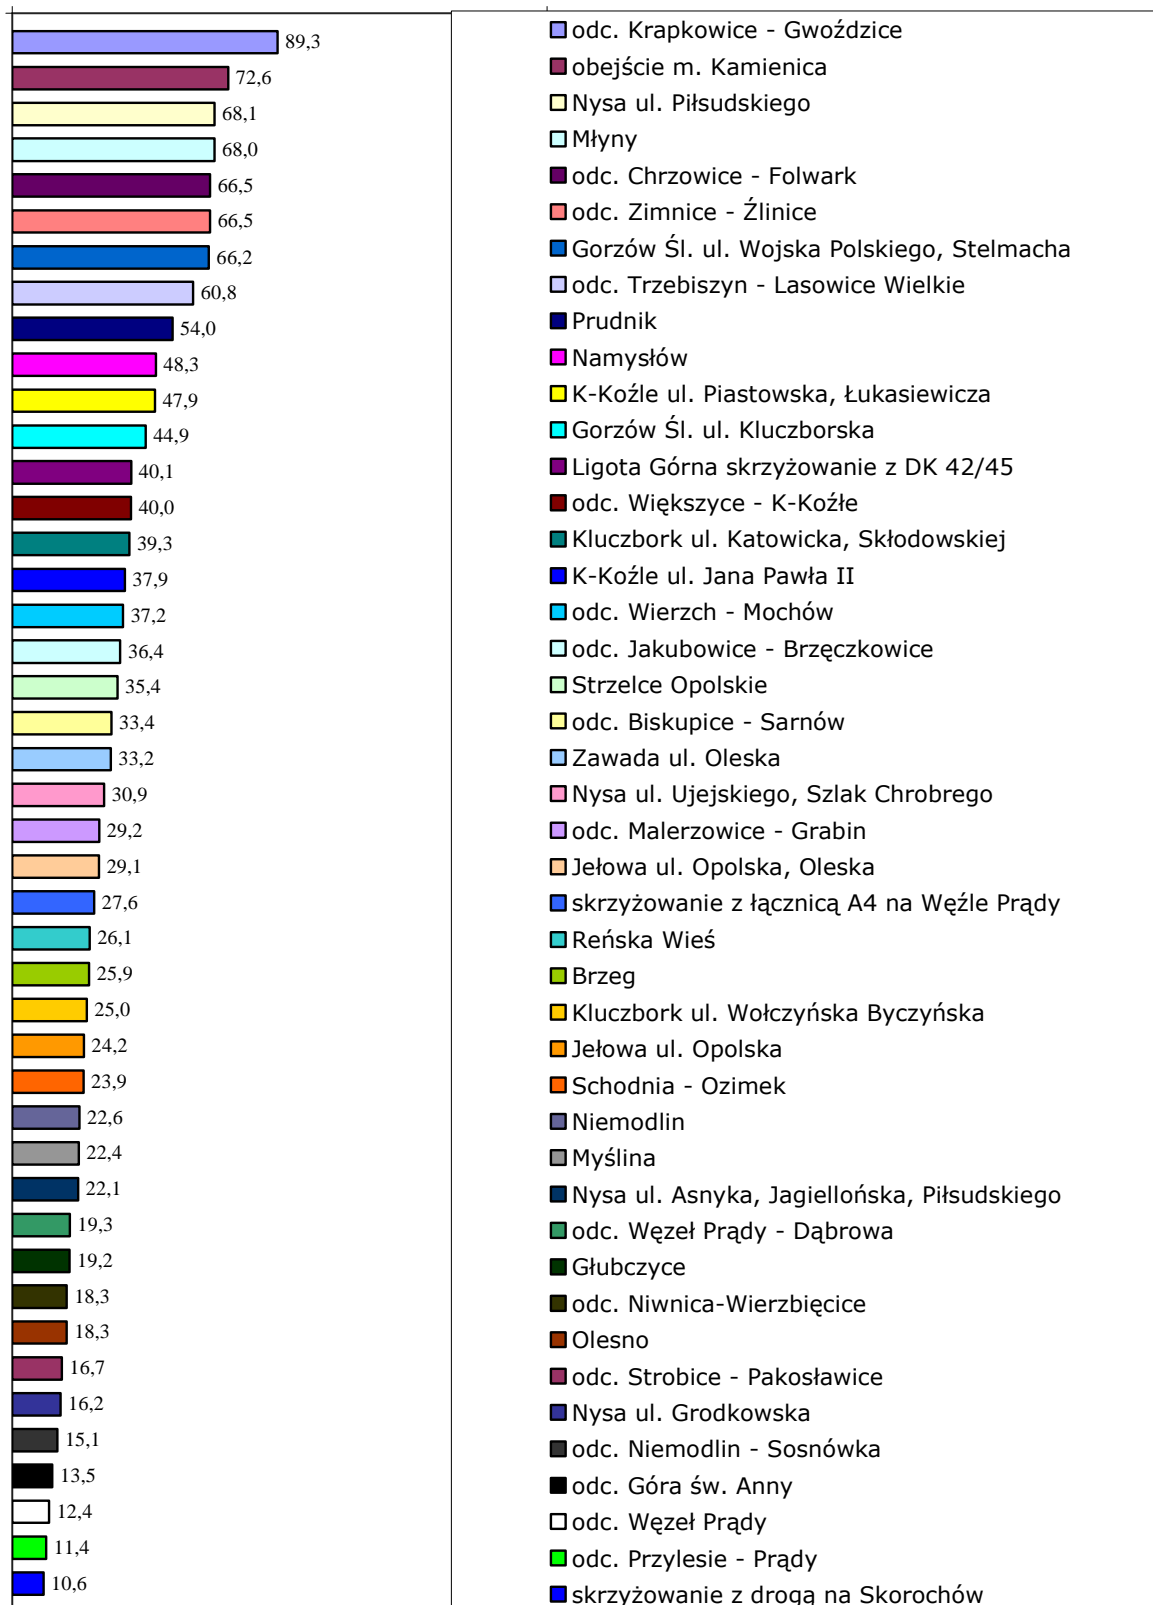 89,3
72,6
68,1
68,0
66,5
66,5
66,2
60,8
54,0
48,3
47,9
44,9
40,1
40,0
39,3
37,9
37,2
36,4
35,4
33,4
33,2
30,9
29,2
29,1
27,6
26,1
25,9
25,0
24,2
23,9
22,6
22,4
22,1
19,3
19,2
18,3
18,3
16,7
16,2
15,1
13,5
12,4
11,4
10,6
odc. Krapkowice - Gwoździce
obejście m. Kamienica
Nysa ul. Piłsudskiego
Młyny
odc. Chrzowice - Folwark
odc. Zimnice - Źlinice
Gorzów Śl. ul. Wojska Polskiego, Stelmacha
odc. Trzebiszyn - Lasowice Wielkie
Prudnik
Namysłów
K-Koźle ul. Piastowska, Łukasiewicza
Gorzów Śl. ul. Kluczborska
Ligota Górna skrzyżowanie z DK 42/45
odc. Większyce - K-Koźłe
Kluczbork ul. Katowicka, Skłodowskiej
K-Koźle ul. Jana Pawła II
odc. Wierzch - Mochów
odc. Jakubowice - Brzęczkowice
Strzelce Opolskie
odc. Biskupice - Sarnów
Zawada ul. Oleska
Nysa ul. Ujejskiego, Szlak Chrobrego
odc. Malerzowice - Grabin
Jełowa ul. Opolska, Oleska
skrzyżowanie z łącznicą A4 na Węźle Prądy
Reńska Wieś
Brzeg
Kluczbork ul. Wołczyńska Byczyńska
Jełowa ul. Opolska
Schodnia - Ozimek
Niemodlin
Myślina
Nysa ul. Asnyka, Jagiellońska, Piłsudskiego
odc. Węzeł Prądy - Dąbrowa
Głubczyce
odc. Niwnica-Wierzbięcice
Olesno
odc. Strobice - Pakosławice
Nysa ul. Grodkowska
odc. Niemodlin - Sosnówka
odc. Góra św. Anny
odc. Węzeł Prądy
odc. Przylesie - Prądy
skrzyżowanie z drogą na Skorochów